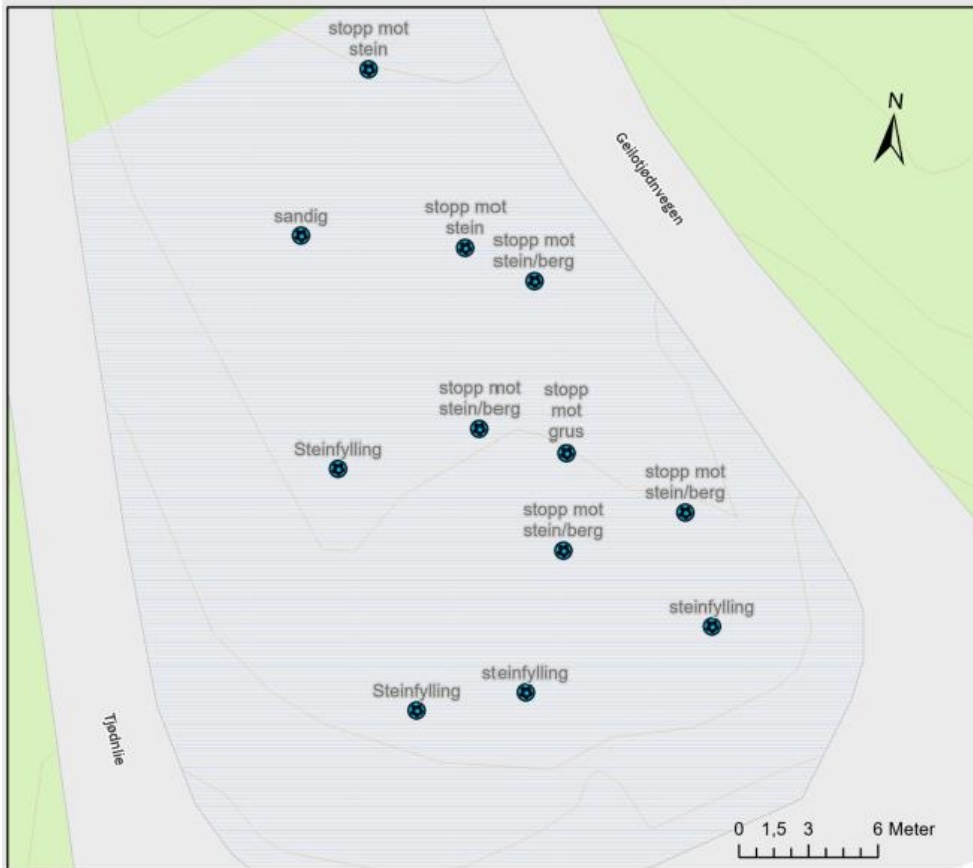 stopp mot
stein
N
Geilotjødnvegen
sandig
stopp mot
stein
stopp mot
stein/berg
stopp mot
stein/berg
stopp
mot
grus
Steinfylling
stopp mot
stein/berg
stopp mot
stein/berg
steinfylling
steinfylling
Steinfylling
Tjødnlie
0 1,5 3 6 Meter